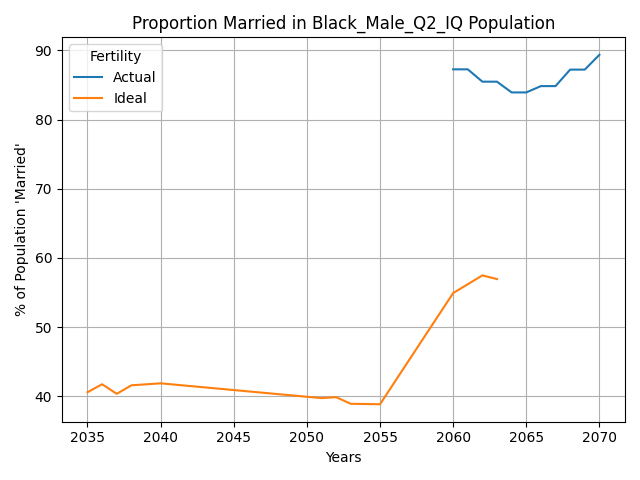 Proportion Married in Black_Male_Q2_IQ Population
% of Population 'Married'
90
80
70
60
50
40
Fertility
Actual
Ideal
2035 2040 2045 2050 2055 2060 2065 2070
Years